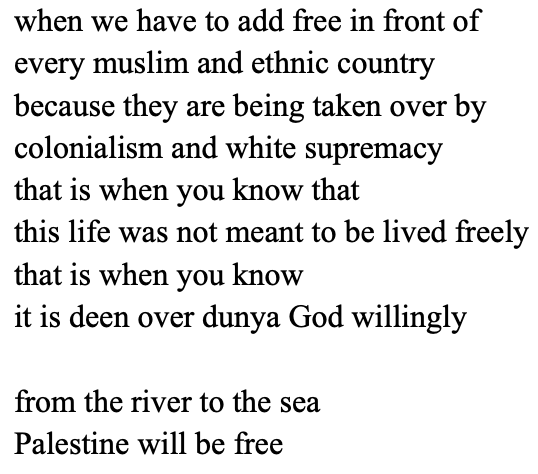 when we have to add free in front of
every muslim and ethnic country
because they are being taken over by
colonialism and white supremacy
that is when you know that
this life was not meant to be lived freely
that is when you know
it is deen over dunya God willingly

from the river to the sea
Palestine will be free